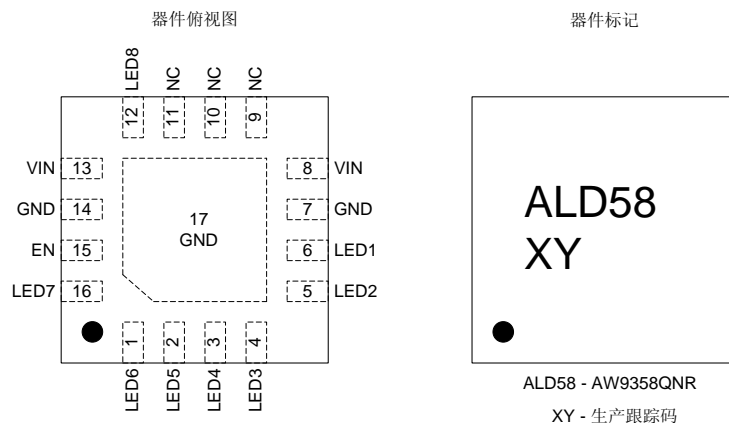 器件俯视图
器件标记
LED8 NC NC NC
12 11 10 9
VIN 13 8 VIN
GND 14 7 GND
EN 15 6 LED1
LED7 16 5 LED2
17
GND
1 2 3 4
LED6 LED5 LED4 LED3
ALD58
XY
ALD58 - AW9358QNR
XY - 生产跟踪码